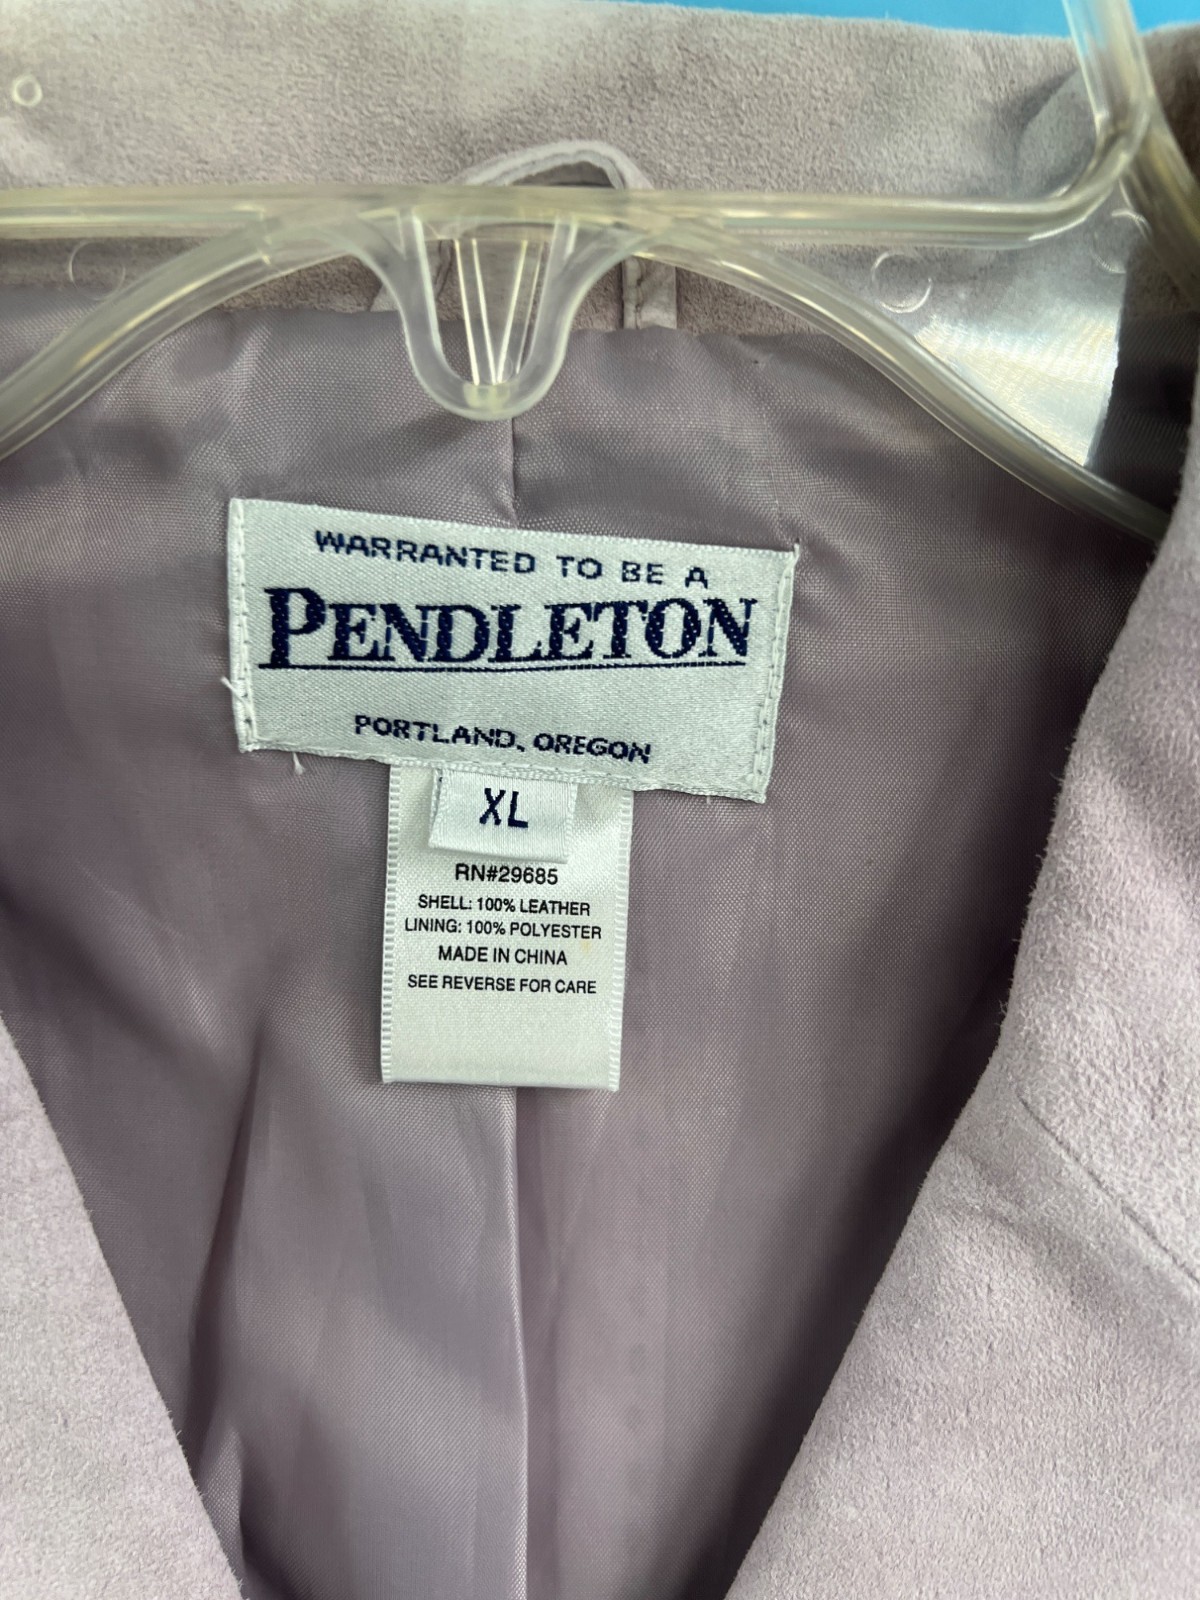 WARRANTED TO BE A
PENDLETON
PORTLAND, OREGON
XL
RN#29685
SHELL: 100% LEATHER
LINING: 100% POLYESTER
MADE IN CHINA
SEE REVERSE FOR CARE